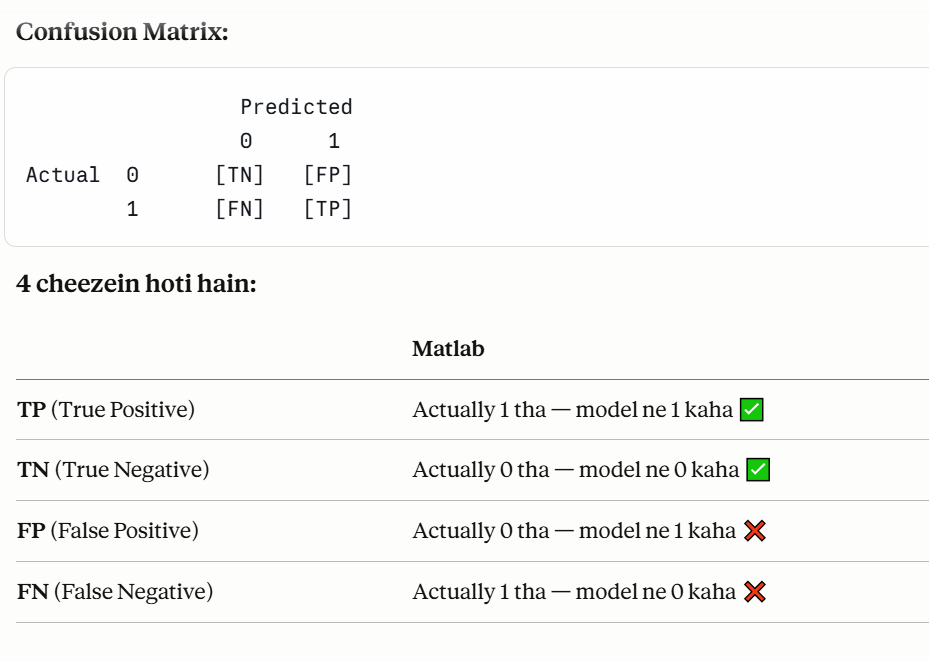 Confusion Matrix:
Predicted
0 1
Actual 0 [TN] [FP]
1 [FN] [TP]
4 cheezein hoti hain:
Matlab
TP (True Positive) Actually 1 tha — model ne 1 kaha ✅
TN (True Negative) Actually 0 tha — model ne 0 kaha ✅
FP (False Positive) Actually 0 tha — model ne 1 kaha ❌
FN (False Negative) Actually 1 tha — model ne 0 kaha ❌